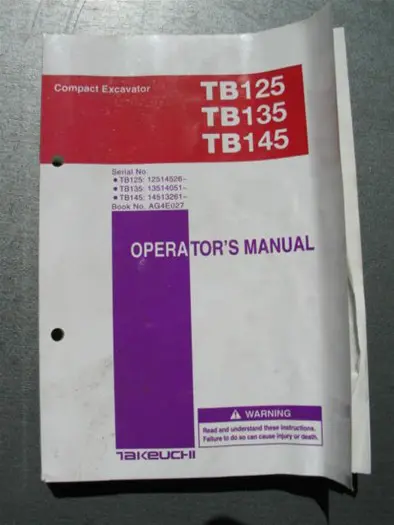 Compact Excavator
TB125
TB135
TB145
Serial No
• TB125: 12514526~
• TB135: 13514051~
• TB145: 14513261~
Book No. AG4E027
OPERATOR'S MANUAL
WARNING
Read and understand these instructions.
Failure to do so can cause injury or death.
TAKEUCHI